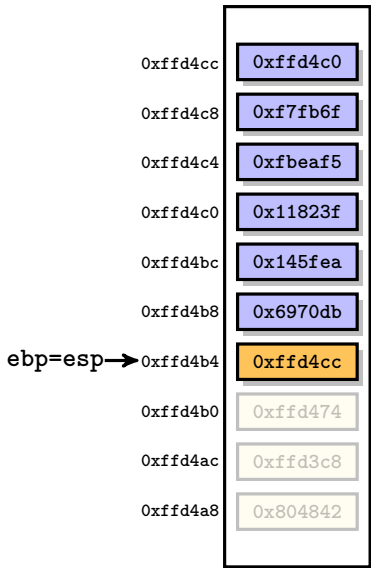 0xffd4cc 0xffd4c0
0xffd4c8 0xf7fb6f
0xffd4c4 0xfbeaf5
0xffd4c0 0x11823f
0xffd4bc 0x145fea
0xffd4b8 0x6970db
ebp=esp 0xffd4b4 0xffd4cc
0xffd4b0 0xffd474
0xffd4ac 0xffd3c8
0xffd4a8 0x804842